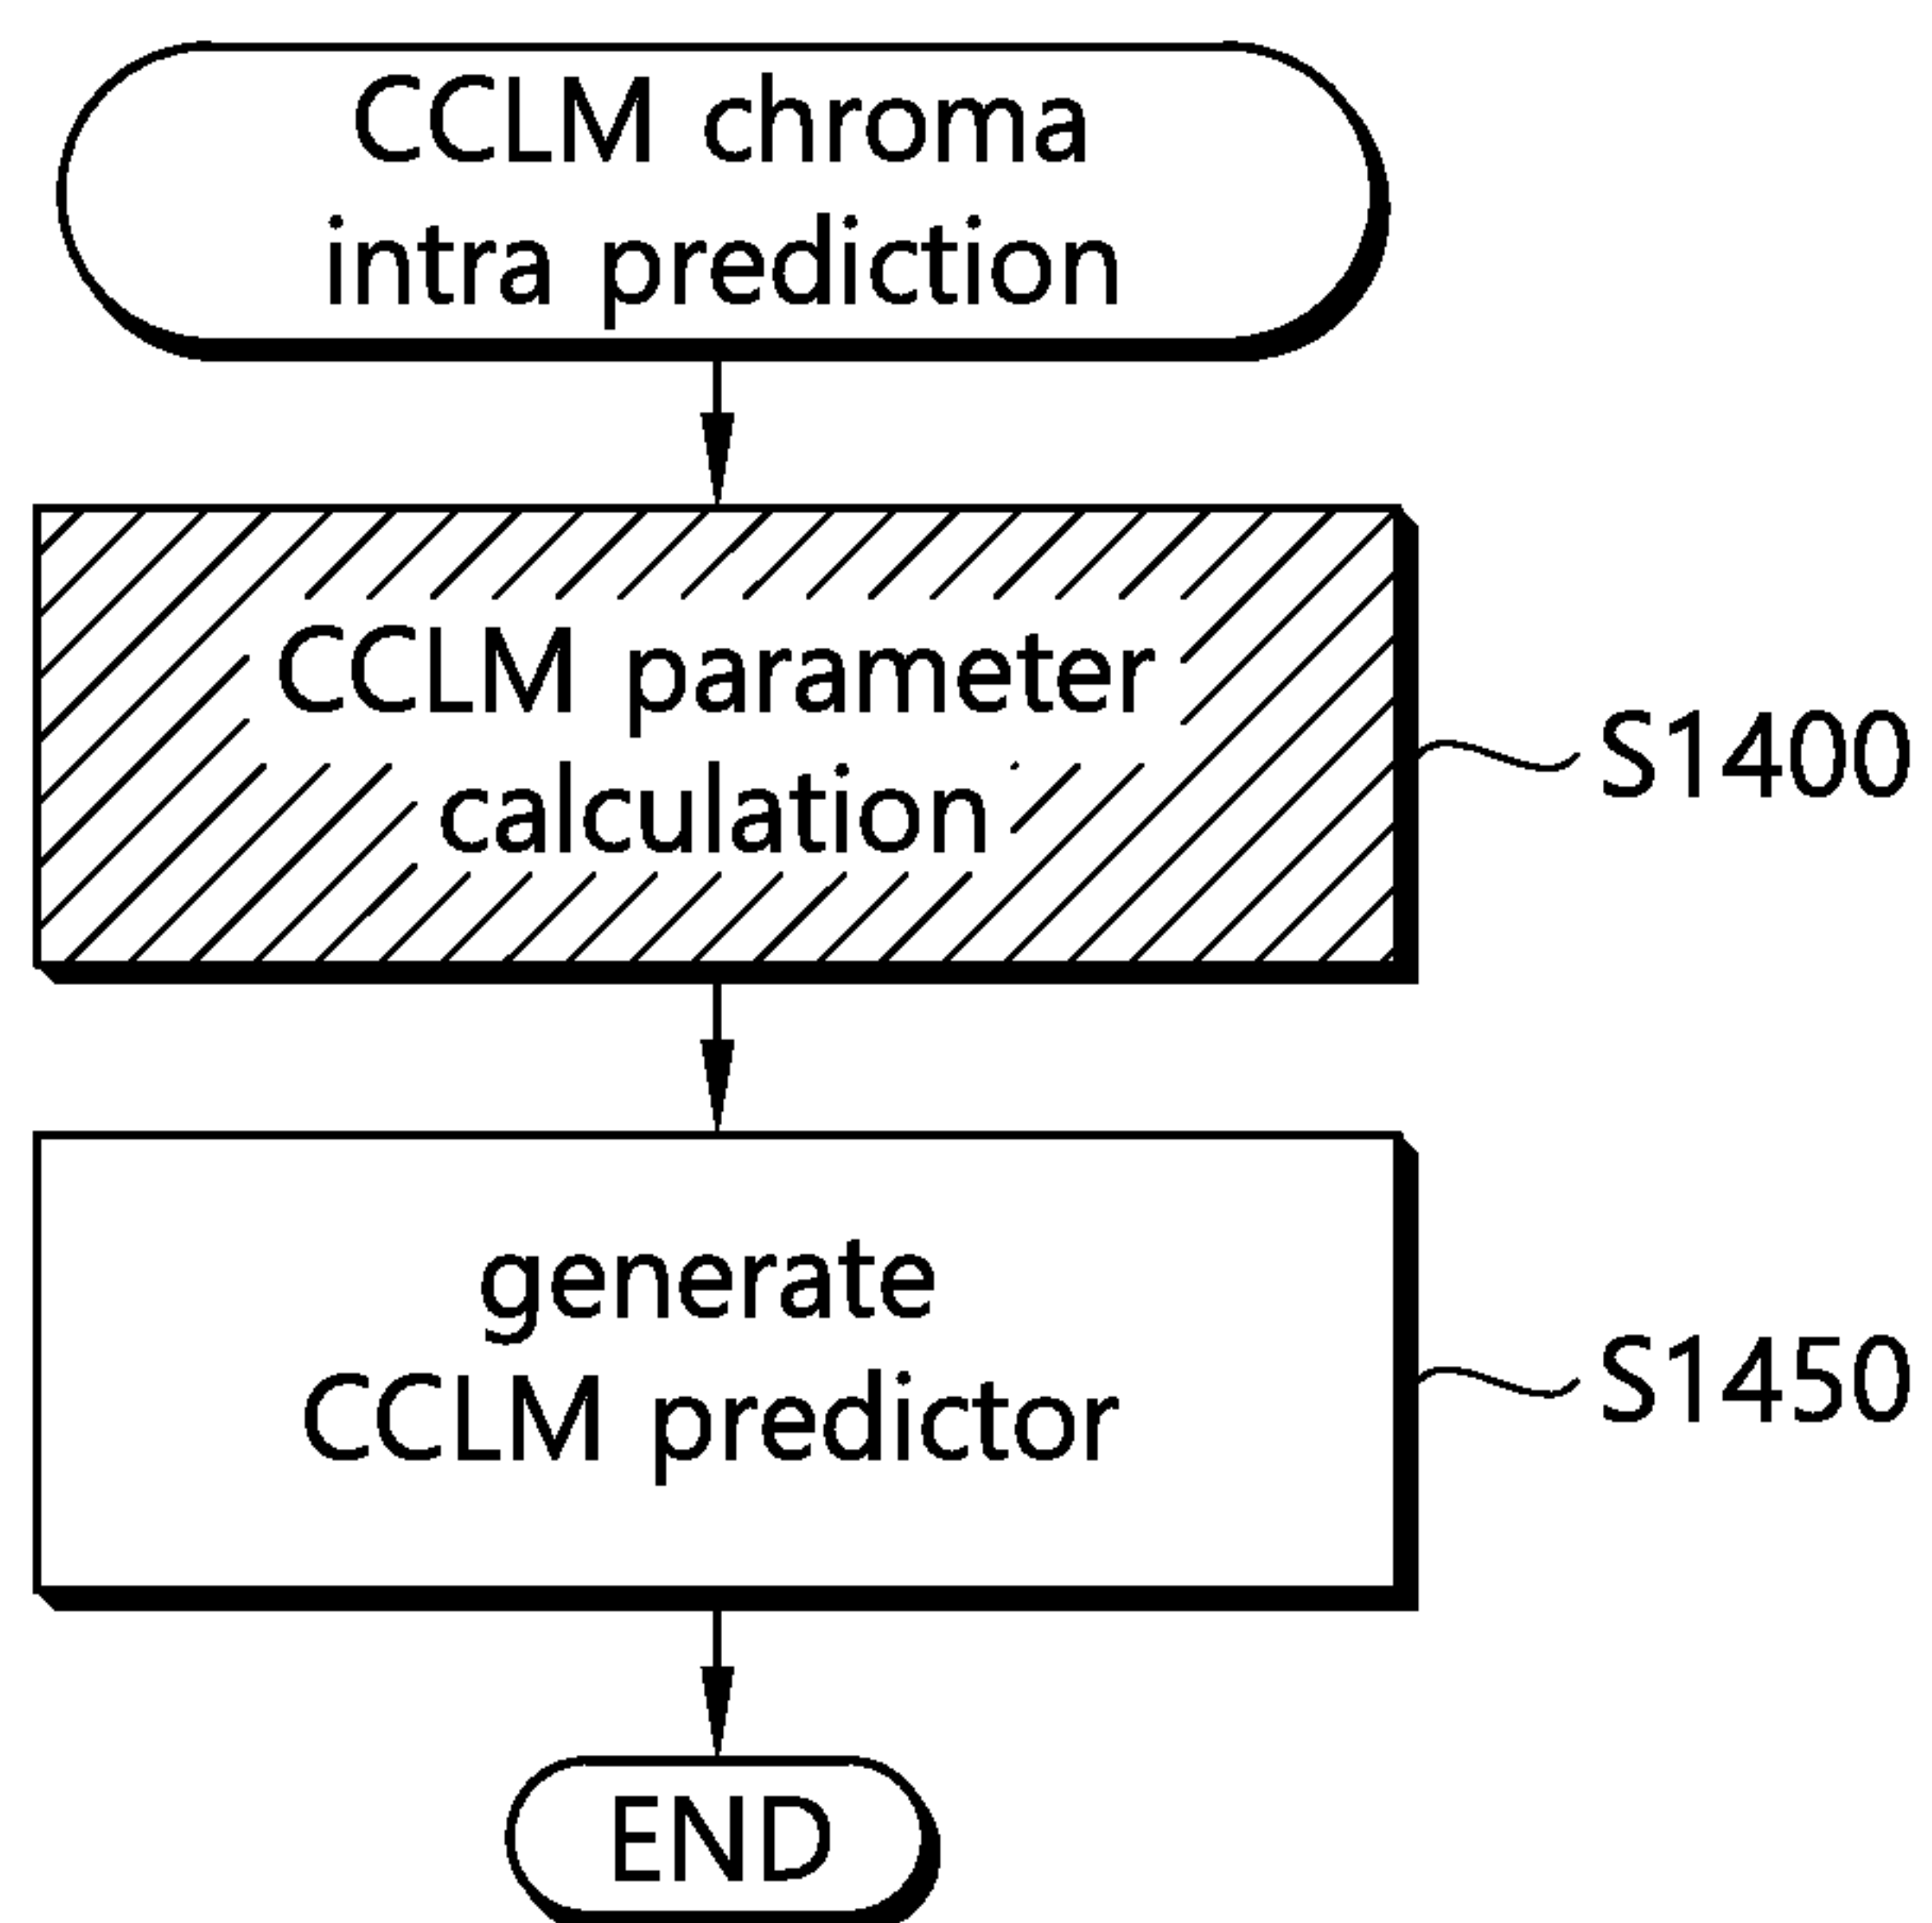 CCLM chroma
intra prediction
CCLM parameter
calculation
S1400
generate
CCLM predictor
S1450
END